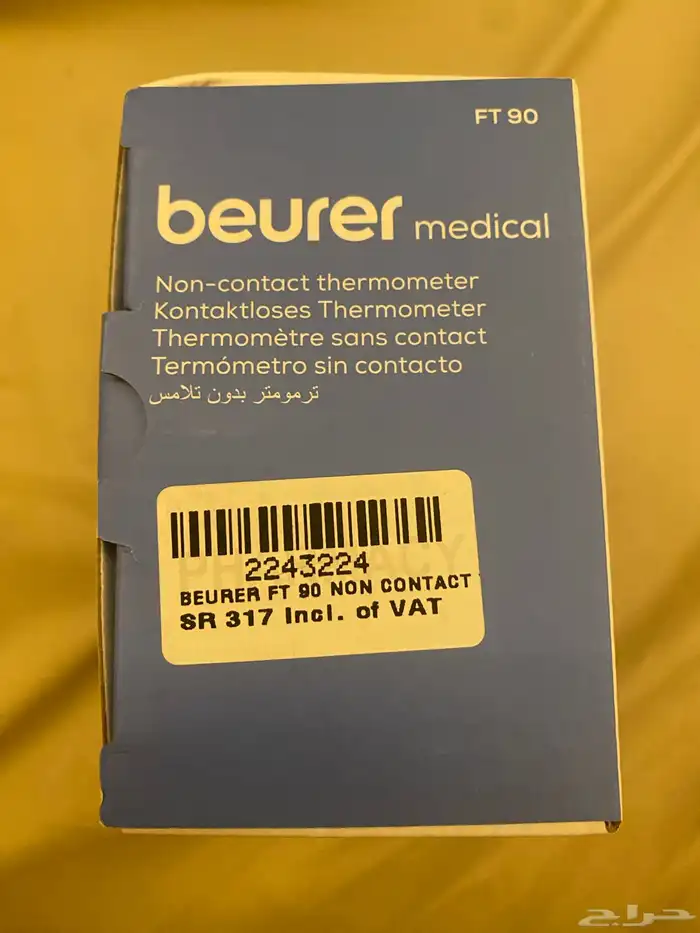 FT 90
beurer medical
Non-contact thermometer
Kontaktloses Thermometer
Thermomètre sans contact
Termómetro sin contacto
ترمومتر بدون تلامس
PHARMACY
2243224
BEURER FT 90 NON CONTACT
SR 317 Incl. of VAT
حراج